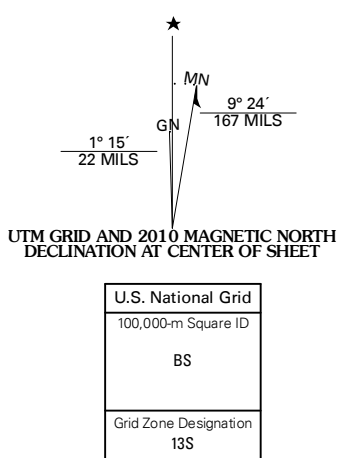 ★
MN
GN
9° 24´
167 MILS
1° 15´
22 MILS
UTM GRID AND 2010 MAGNETIC NORTH
DECLINATION AT CENTER OF SHEET
U.S. National Grid
100,000-m Square ID
BS
Grid Zone Designation
13S